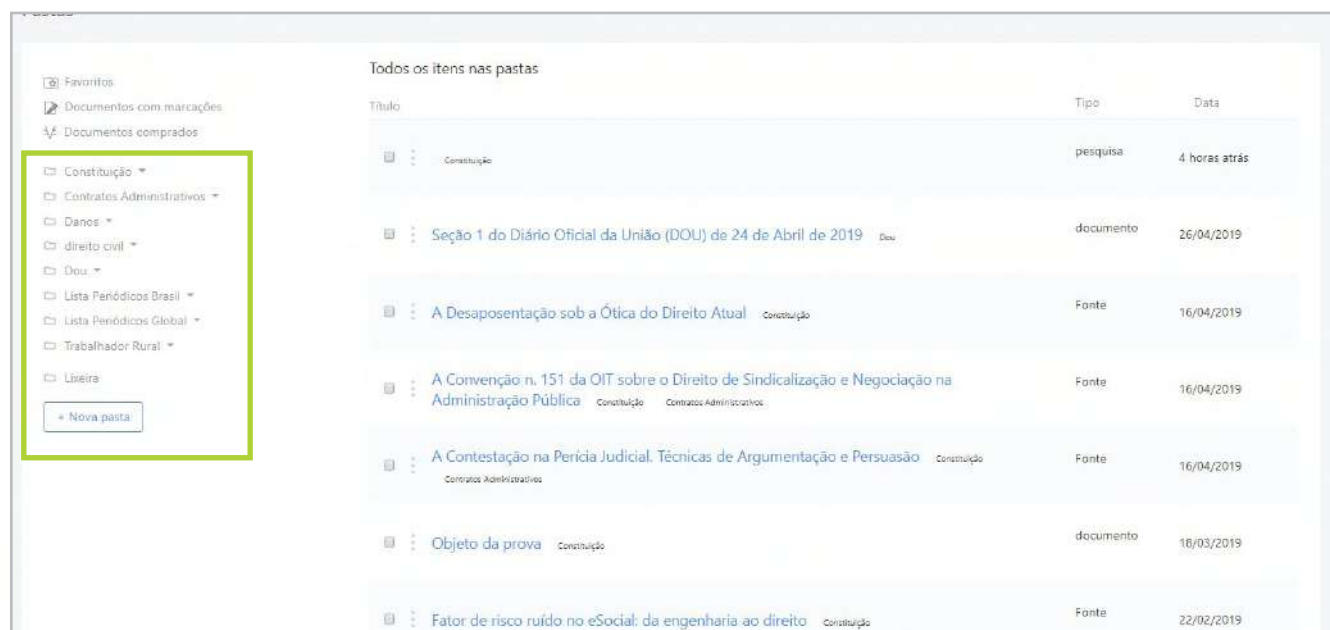 Favoritos
Documentos com marcações
Documentos comprados
Constituição
Contratos Administrativos
Danos
direito civil
Dou
Lista Periódicos Brasil
Lista Periódicos Global
Trabalhador Rural
Lixeira
+ Nova pasta
Todos os itens nas pastas
Título Tipo Data
Constituição pesquisa 4 horas atrás
Seção 1 do Diário Oficial da União (DOU) de 24 de Abril de 2019 Dou documento 26/04/2019
A Desaposentação sob a Ótica do Direito Atual Constituição Fonte 16/04/2019
A Convenção n. 151 da OIT sobre o Direito de Sindicalização e Negociação na Fonte 16/04/2019
Administração Pública Constituição Contratos Administrativos
A Contestação na Perícia Judicial. Técnicas de Argumentação e Persuasão Constituição Fonte 16/04/2019
Contratos Administrativos
Objeto da prova Constituição documento 18/03/2019
Fator de risco ruído no eSocial: da engenharia ao direito Constituição Fonte 22/02/2019